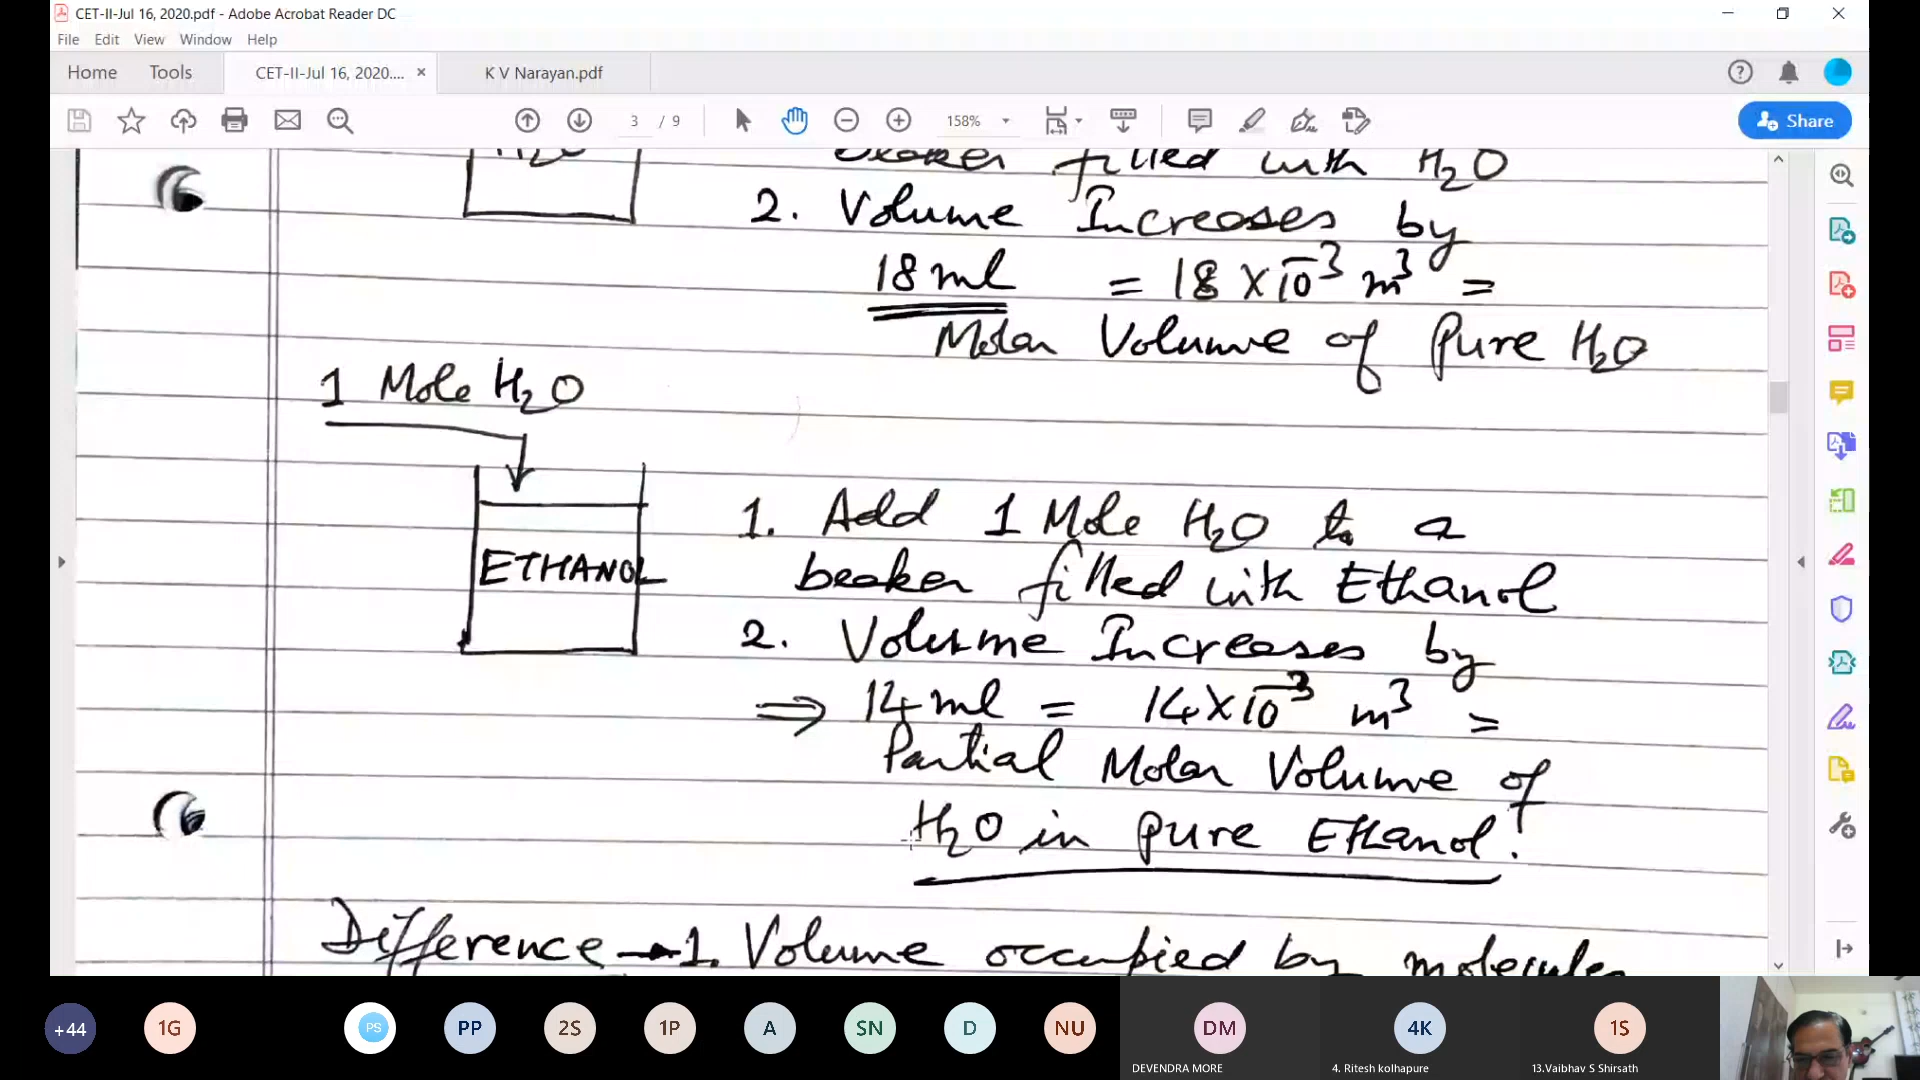 CET-II-Jul 16, 2020.pdf - Adobe Acrobat Reader DC
File Edit View Window Help
Home Tools CET-II-Jul 16, 2020.... × K V Narayan.pdf
3 / 9 158% Share
H2O
beaker filled with H2O
2. Volume Increases by
18 ml = 18 × 10⁻³ m³ =
Molar Volume of Pure H2O
1 Mole H2O
ETHANOL
1. Add 1 Mole H2O to a
beaker filled with Ethanol
2. Volume Increases by
⇒ 14 ml = 14 × 10⁻³ m³ =
Partial Molar Volume of
H2O in pure Ethanol!
Difference → 1. Volume occupied by molecules
+44 1G PS PP 2S 1P A SN D NU DM 4K 1S
DEVENDRA MORE 4. Ritesh kolhapure 13.Vaibhav S Shirsath